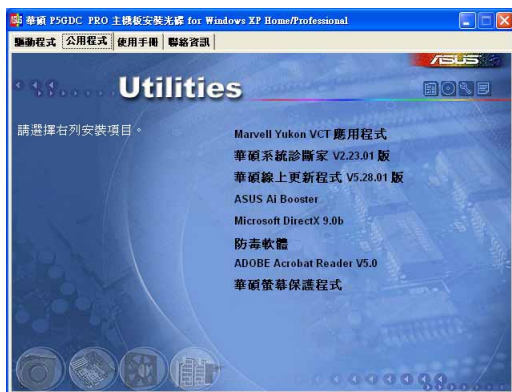 華碩 P5GDC PRO 主機板安裝光碟 for Windows XP Home/Professional
驅動程式 公用程式 使用手冊 聯絡資訊
ASUS
Utilities
請選擇右列安裝項目。
Marvell Yukon VCT 應用程式
華碩系統診斷家 V2.23.01 版
華碩線上更新程式 V5.28.01 版
ASUS Ai Booster
Microsoft DirectX 9.0b
防毒軟體
ADOBE Acrobat Reader V5.0
華碩螢幕保護程式